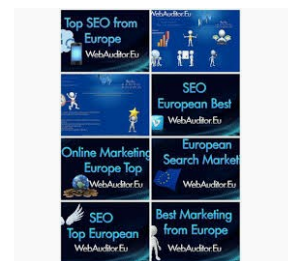 Top SEO from
Europe
WebAuditor.Eu
WebAuditor.Eu
SEO
European Best
WebAuditor.Eu
Online Marketing
Europe Top
WebAuditor.Eu
European
Search Market
WebAuditor.Eu
SEO
Top European
WebAuditor.Eu
Best Marketing
from Europe
WebAuditor.Eu